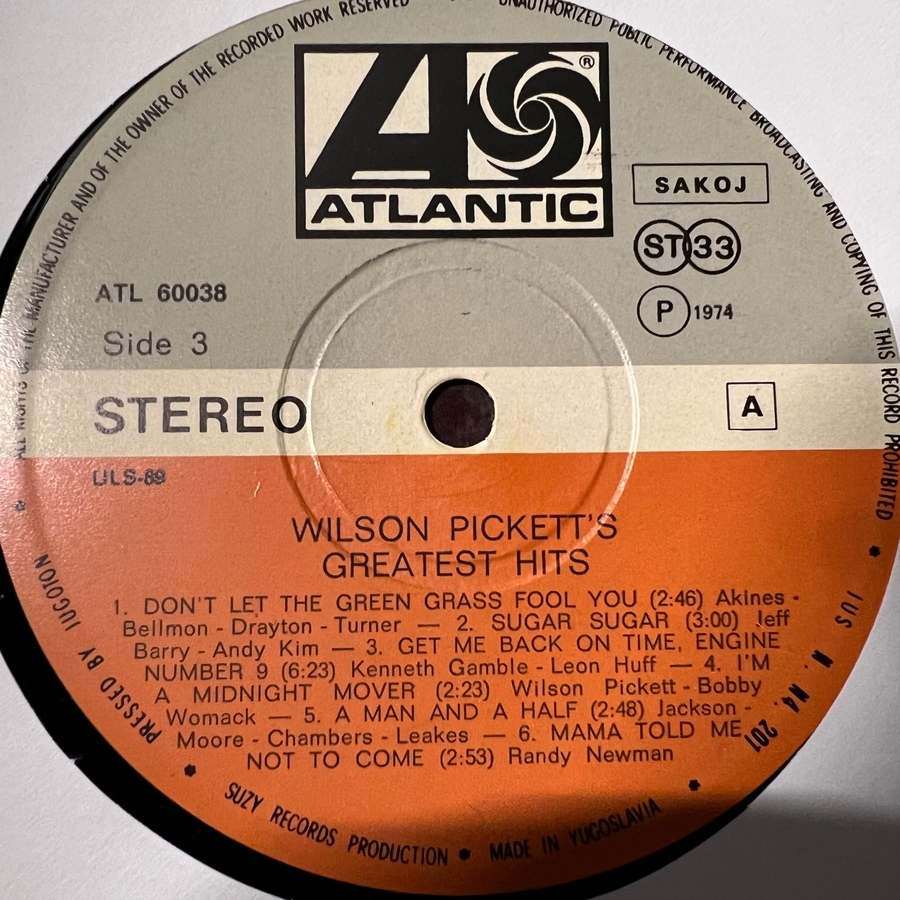 ALL RIGHTS OF THE MANUFACTURER AND OF THE OWNER OF THE RECORDED WORK RESERVED
UNAUTHORIZED PUBLIC PERFORMANCE BROADCASTING AND COPYING OF THIS RECORD PROHIBITED
®
ATLANTIC
SAKOJ
ST 33
P 1974
ATL 60038
Side 3
STEREO
A
ULS-89
WILSON PICKETT'S
GREATEST HITS
1. DON'T LET THE GREEN GRASS FOOL YOU (2:46) Akines -
Bellmon - Drayton - Turner — 2. SUGAR SUGAR (3:00) Jeff
Barry - Andy Kim — 3. GET ME BACK ON TIME, ENGINE
NUMBER 9 (6:23) Kenneth Gamble - Leon Huff — 4. I'M
A MIDNIGHT MOVER (2:23) Wilson Pickett - Bobby
Womack — 5. A MAN AND A HALF (2:48) Jackson -
Moore - Chambers - Leakes — 6. MAMA TOLD ME
NOT TO COME (2:53) Randy Newman
PRESSED BY JUGOTON
SUZY RECORDS PRODUCTION • MADE IN YUGOSLAVIA
JUS N. N4. 201